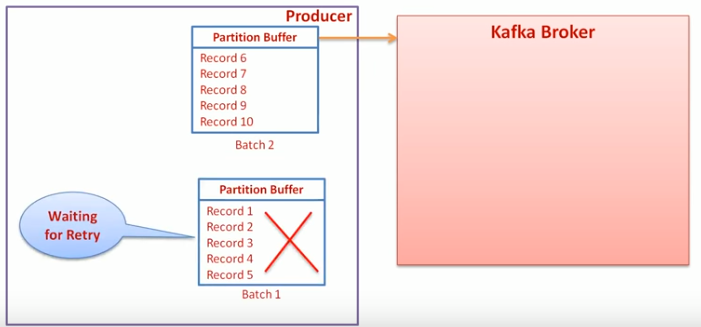 Producer
Partition Buffer
Record 6
Record 7
Record 8
Record 9
Record 10
Batch 2
Kafka Broker
Waiting
for Retry
Partition Buffer
Record 1
Record 2
Record 3
Record 4
Record 5
Batch 1